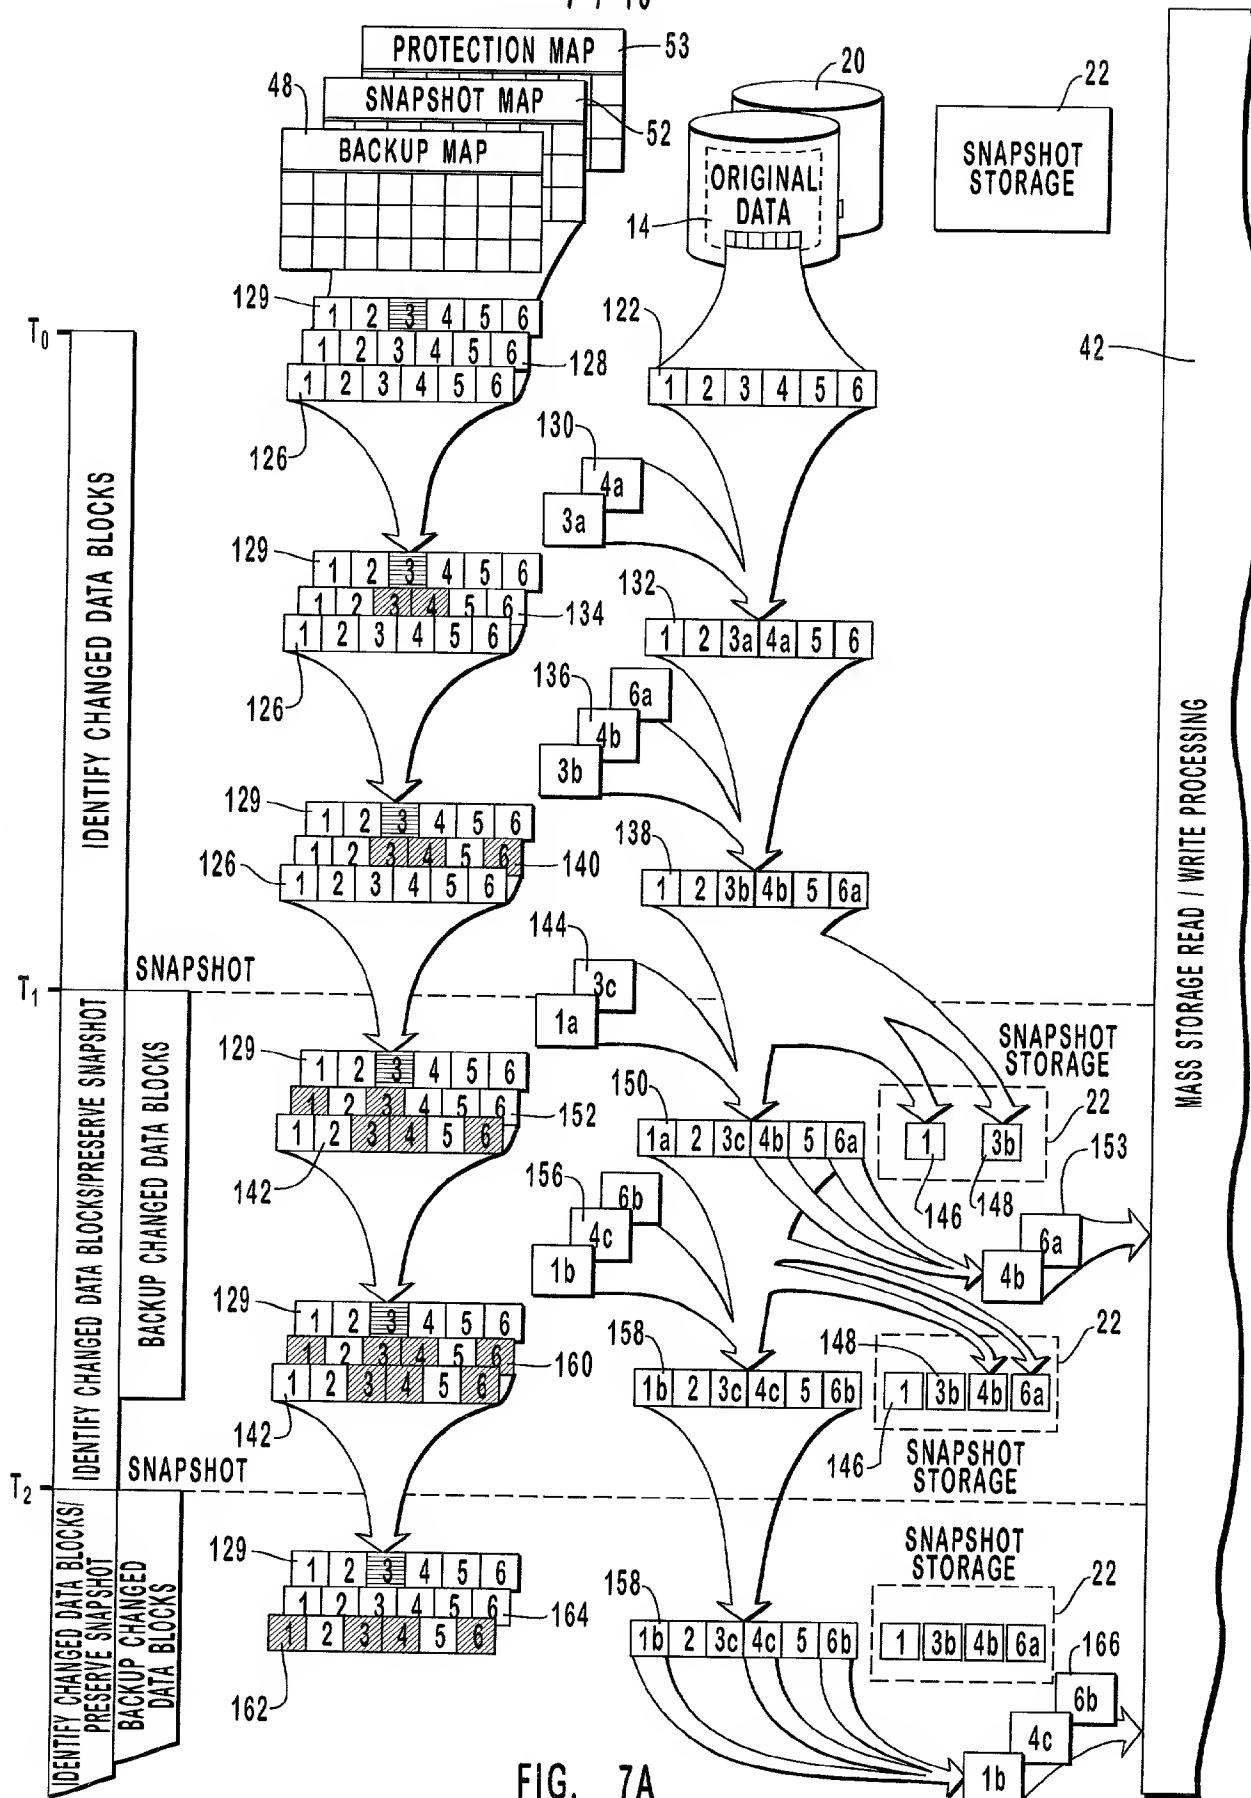 PROTECTION MAP
53
SNAPSHOT MAP
52
48
BACKUP MAP
20
ORIGINAL
DATA
14
22
SNAPSHOT
STORAGE
42
MASS STORAGE READ / WRITE PROCESSING
T0
IDENTIFY CHANGED DATA BLOCKS
129
1 2 3 4 5 6
1 2 3 4 5 6
128
1 2 3 4 5 6
126
122
1 2 3 4 5 6
130
4a
3a
129
1 2 3 4 5 6
1 2 3 4 5 6
134
1 2 3 4 5 6
126
132
1 2 3a 4a 5 6
136
6a
4b
3b
129
1 2 3 4 5 6
1 2 3 4 5 6
140
126
1 2 3 4 5 6
138
1 2 3b 4b 5 6a
144
3c
1a
SNAPSHOT
T1
IDENTIFY CHANGED DATA BLOCKS/PRESERVE SNAPSHOT
BACKUP CHANGED DATA BLOCKS
129
1 2 3 4 5 6
1 2 3 4 5 6
152
1 2 3 4 5 6
142
150
1a 2 3c 4b 5 6a
SNAPSHOT
STORAGE
22
1 3b
146
148
153
6a
4b
156
6b
4c
1b
129
1 2 3 4 5 6
1 2 3 4 5 6
160
1 2 3 4 5 6
142
158
1b 2 3c 4c 5 6b
148
22
1 3b 4b 6a
146
SNAPSHOT
STORAGE
SNAPSHOT
T2
IDENTIFY CHANGED DATA BLOCKS/
PRESERVE SNAPSHOT
BACKUP CHANGED
DATA BLOCKS
129
1 2 3 4 5 6
1 2 3 4 5 6
164
1 2 3 4 5 6
162
158
1b 2 3c 4c 5 6b
SNAPSHOT
STORAGE
22
1 3b 4b 6a
166
6b
4c
1b
FIG. 7A